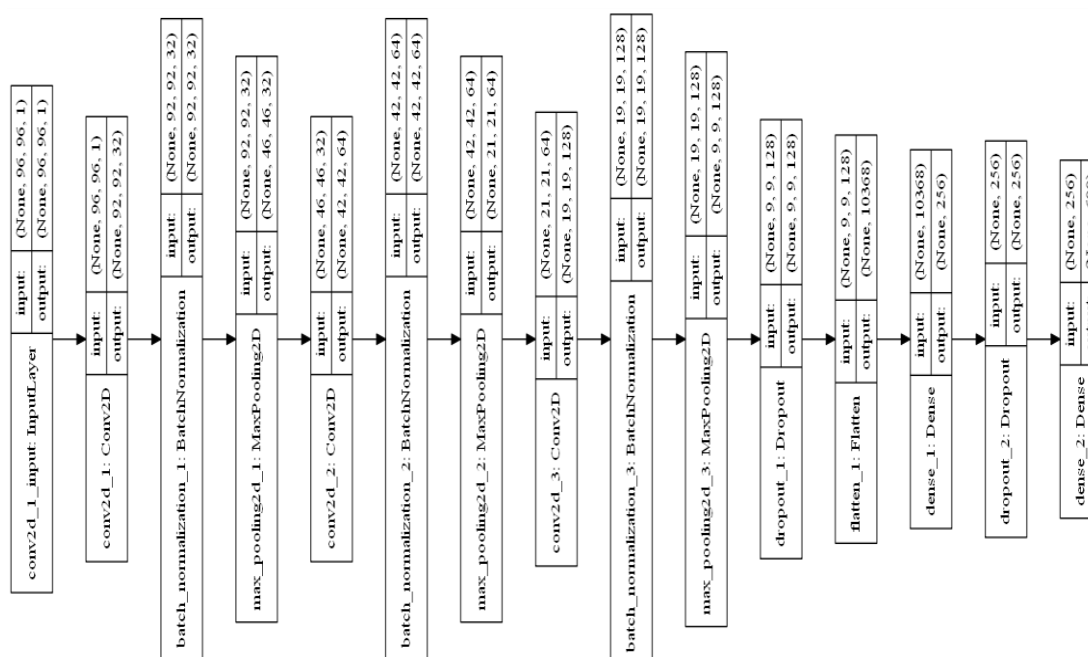 conv2d_1_input: InputLayer
input: (None, 96, 96, 1)
output: (None, 96, 96, 1)
conv2d_1: Conv2D
input: (None, 96, 96, 1)
output: (None, 92, 92, 32)
batch_normalization_1: BatchNormalization
input: (None, 92, 92, 32)
output: (None, 92, 92, 32)
max_pooling2d_1: MaxPooling2D
input: (None, 92, 92, 32)
output: (None, 46, 46, 32)
conv2d_2: Conv2D
input: (None, 46, 46, 32)
output: (None, 42, 42, 64)
batch_normalization_2: BatchNormalization
input: (None, 42, 42, 64)
output: (None, 42, 42, 64)
max_pooling2d_2: MaxPooling2D
input: (None, 42, 42, 64)
output: (None, 21, 21, 64)
conv2d_3: Conv2D
input: (None, 21, 21, 64)
output: (None, 19, 19, 128)
batch_normalization_3: BatchNormalization
input: (None, 19, 19, 128)
output: (None, 19, 19, 128)
max_pooling2d_3: MaxPooling2D
input: (None, 19, 19, 128)
output: (None, 9, 9, 128)
dropout_1: Dropout
input: (None, 9, 9, 128)
output: (None, 9, 9, 128)
flatten_1: Flatten
input: (None, 9, 9, 128)
output: (None, 10368)
dense_1: Dense
input: (None, 10368)
output: (None, 256)
dropout_2: Dropout
input: (None, 256)
output: (None, 256)
dense_2: Dense
input: (None, 256)